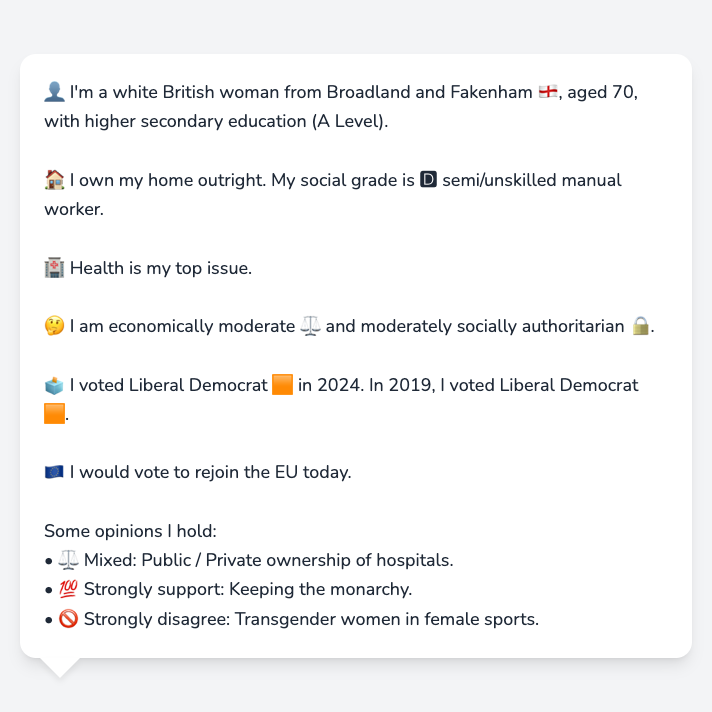 👤 I'm a white British woman from Broadland and Fakenham 🏴󠁧󠁢󠁥󠁮󠁧󠁿, aged 70,
with higher secondary education (A Level).
🏠 I own my home outright. My social grade is 🅳 semi/unskilled manual
worker.
🏥 Health is my top issue.
🤔 I am economically moderate ⚖️ and moderately socially authoritarian 🔒.
🗳️ I voted Liberal Democrat 🟧 in 2024. In 2019, I voted Liberal Democrat
🟧.
🇪🇺 I would vote to rejoin the EU today.
Some opinions I hold:
• ⚖️ Mixed: Public / Private ownership of hospitals.
• 💯 Strongly support: Keeping the monarchy.
• 🚫 Strongly disagree: Transgender women in female sports.